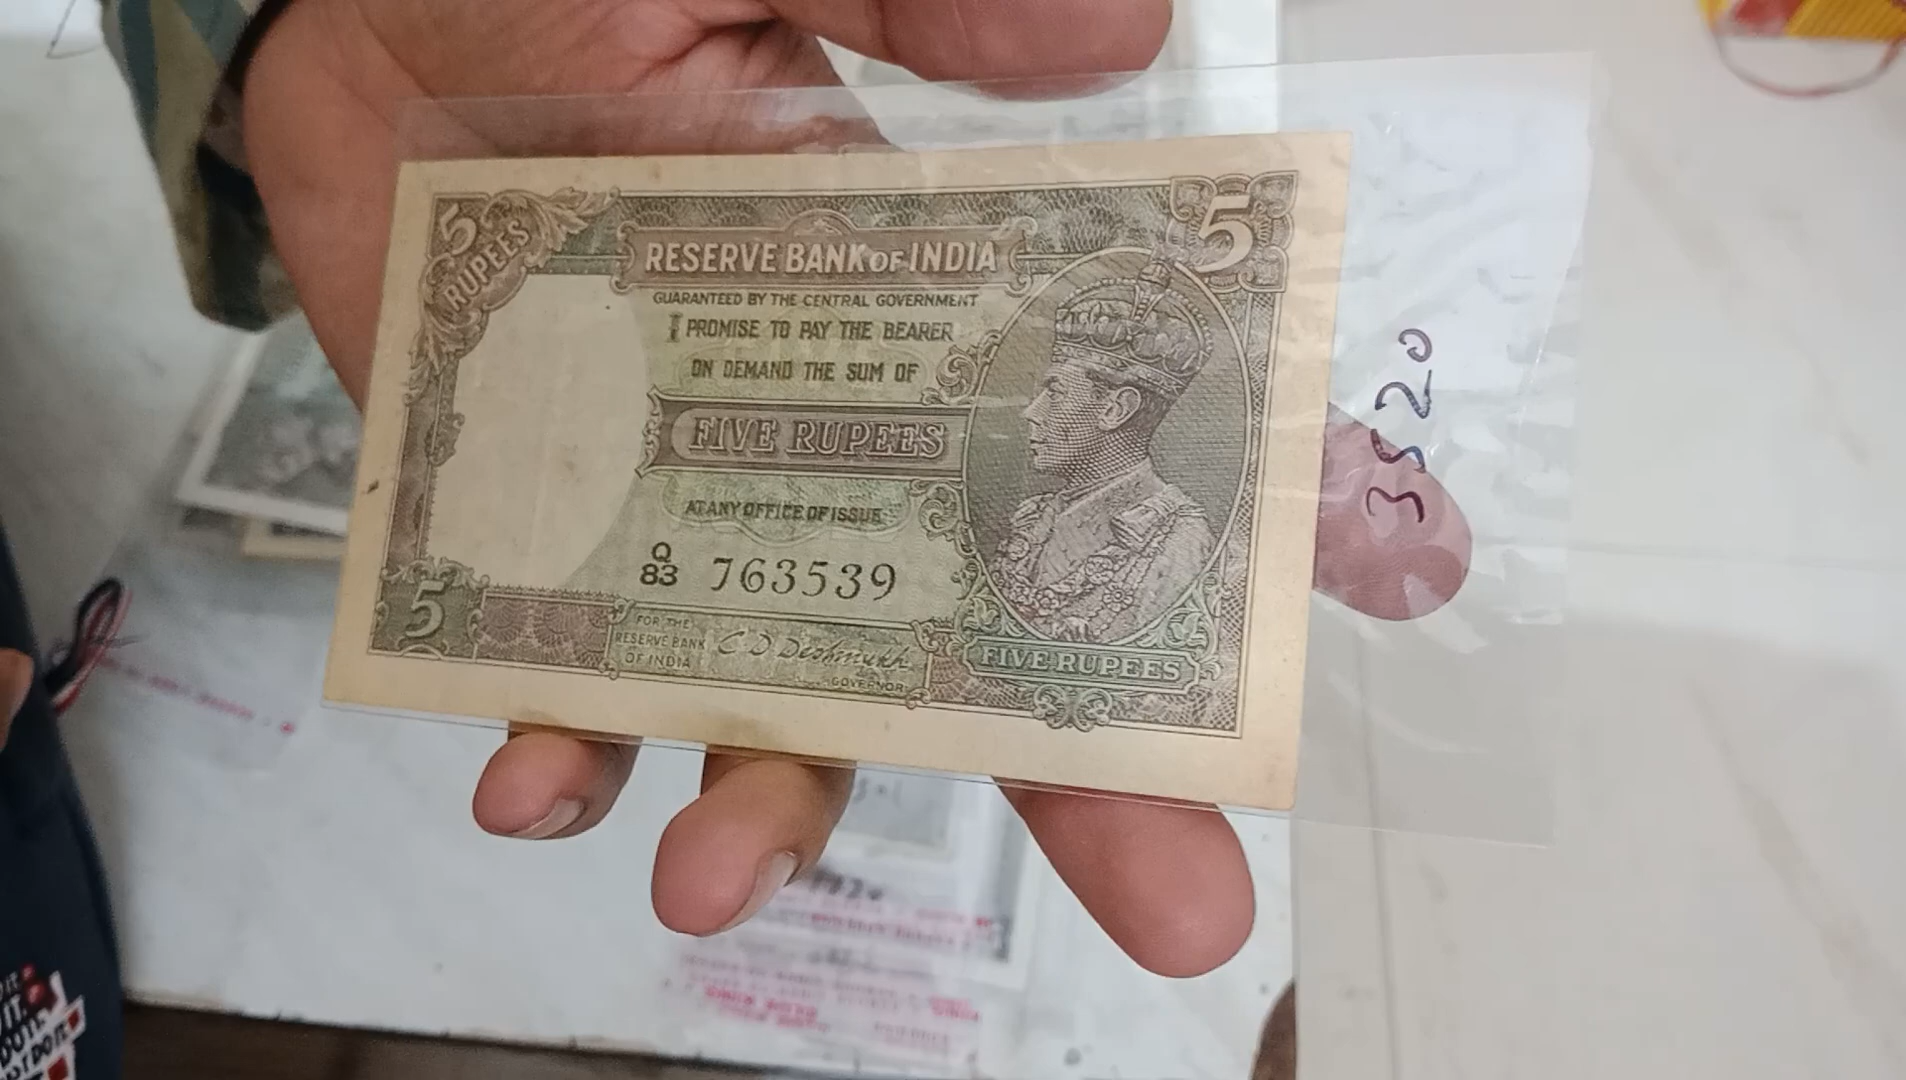 5
RUPEES
5
RESERVE BANK OF INDIA
GUARANTEED BY THE CENTRAL GOVERNMENT
I PROMISE TO PAY THE BEARER
ON DEMAND THE SUM OF
FIVE RUPEES
AT ANY OFFICE OF ISSUE
Q
83 763539
5
FOR THE
RESERVE BANK
OF INDIA
C D Deshmukh
GOVERNOR
FIVE RUPEES
3520